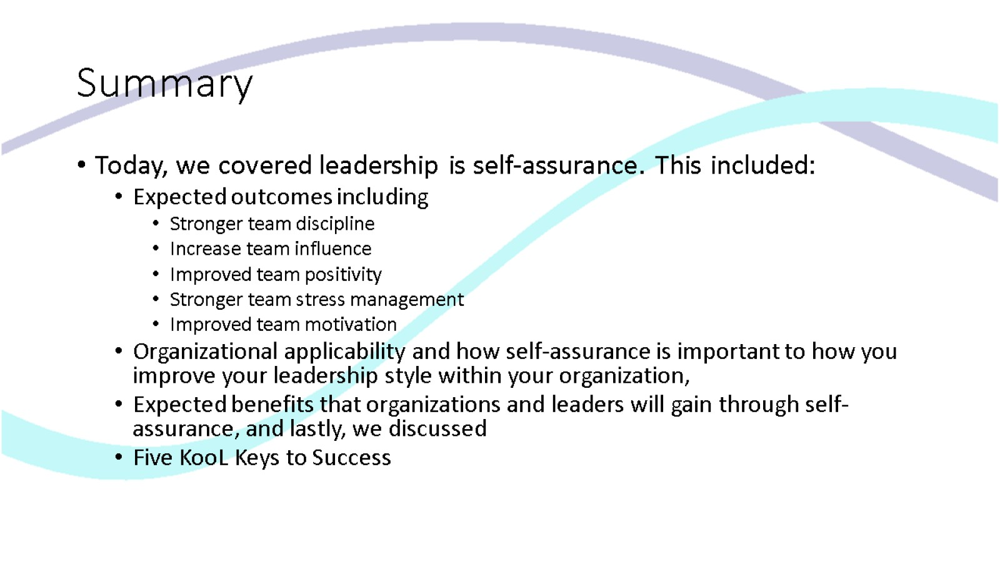 Summary
• Today, we covered leadership is self-assurance. This included:
• Expected outcomes including
• Stronger team discipline
• Increase team influence
• Improved team positivity
• Stronger team stress management
• Improved team motivation
• Organizational applicability and how self-assurance is important to how you
improve your leadership style within your organization,
• Expected benefits that organizations and leaders will gain through self-
assurance, and lastly, we discussed
• Five KooL Keys to Success